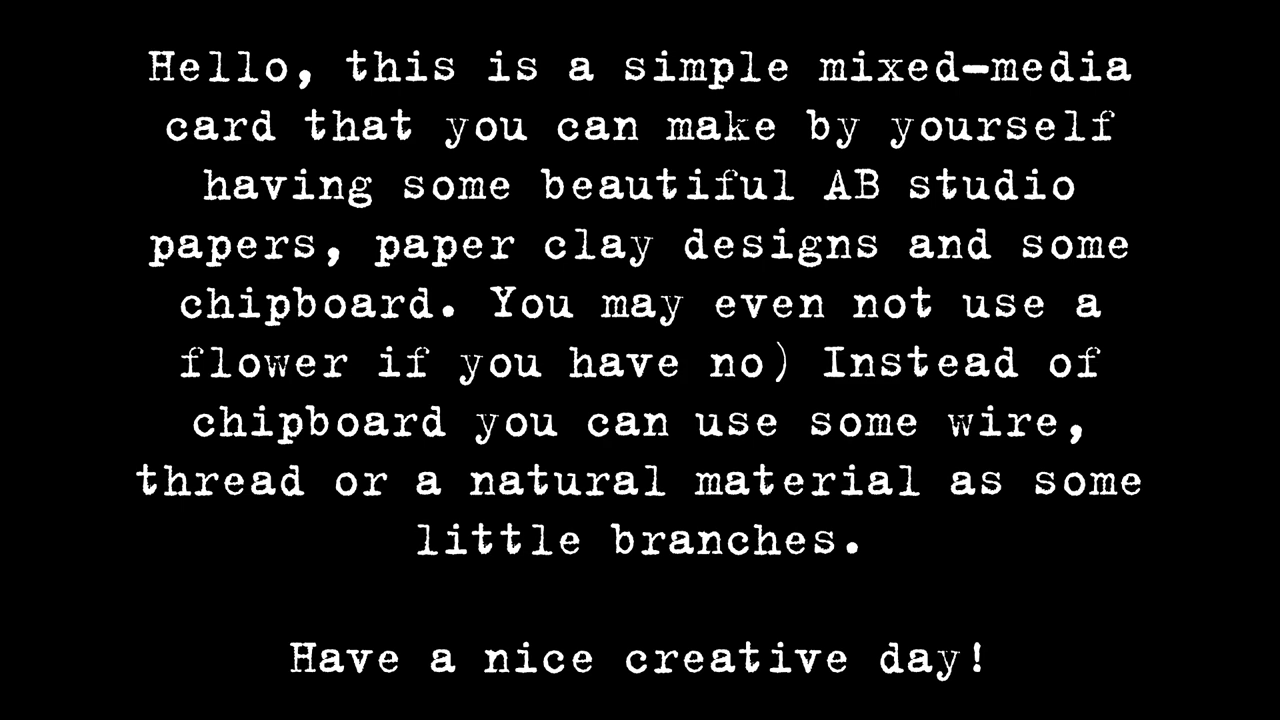 Hello, this is a simple mixed-media
card that you can make by yourself
having some beautiful AB studio
papers, paper clay designs and some
chipboard. You may even not use a
flower if you have no) Instead of
chipboard you can use some wire,
thread or a natural material as some
little branches.
Have a nice creative day!